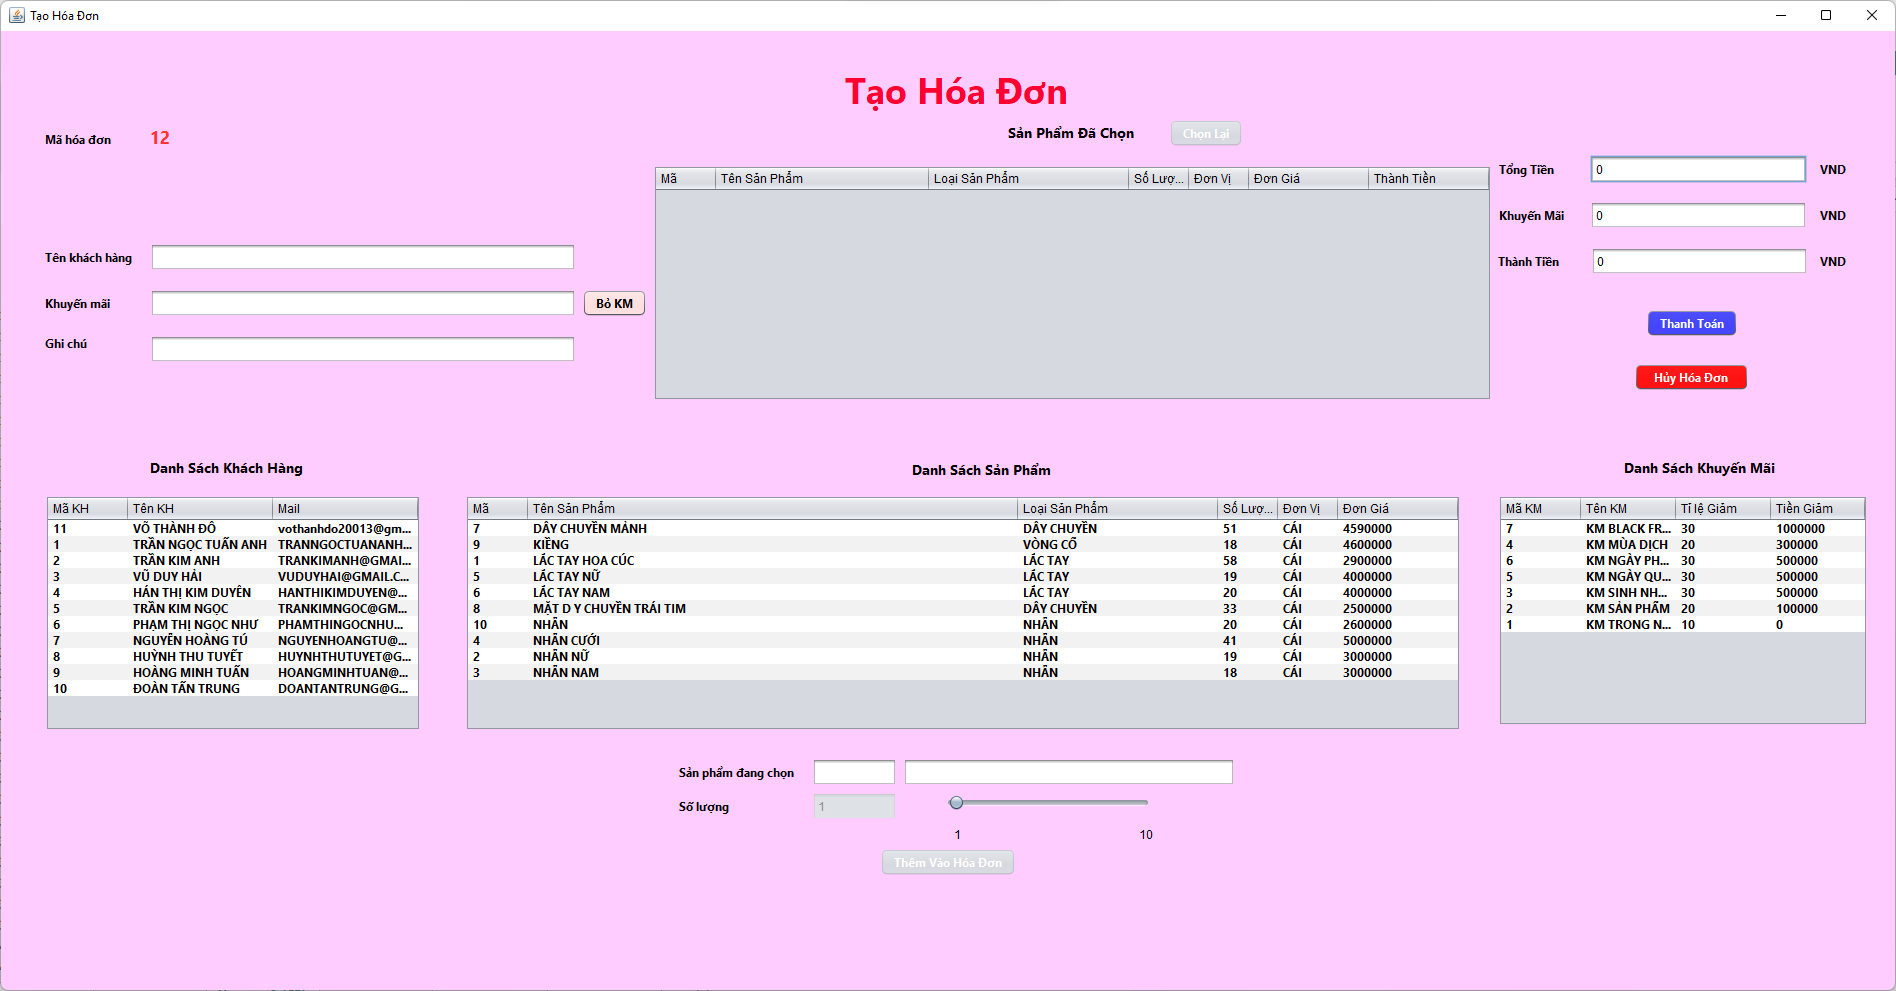 Tạo Hóa Đơn
Tạo Hóa Đơn
Mã hóa đơn 12
Sản Phẩm Đã Chọn Chọn Lại
Mã Tên Sản Phẩm Loại Sản Phẩm Số Lượ... Đơn Vị Đơn Giá Thành Tiền
Tổng Tiền 0 VND
Khuyến Mãi 0 VND
Thành Tiền 0 VND
Tên khách hàng
Khuyến mãi Bỏ KM
Ghi chú
Thanh Toán
Hủy Hóa Đơn
Danh Sách Khách Hàng
Mã KH Tên KH Mail
11 VÕ THÀNH ĐÔ vothanhdo20013@gm...
1 TRẦN NGỌC TUẤN ANH TRANNGOCTUANANH...
2 TRẦN KIM ANH TRANKIMANH@GMAI...
3 VŨ DUY HẢI VUDUYHAI@GMAIL.C...
4 HÁN THỊ KIM DUYÊN HANTHIKIMDUYEN@...
5 TRẦN KIM NGỌC TRANKIMNGOC@GM...
6 PHẠM THỊ NGỌC NHƯ PHAMTHINGOCNHU...
7 NGUYỄN HOÀNG TÚ NGUYENHOANGTU@...
8 HUỲNH THU TUYẾT HUYNHTHUTUYET@G...
9 HOÀNG MINH TUẤN HOANGMINHTUAN@...
10 ĐOÀN TẤN TRUNG DOANTANTRUNG@G...
Danh Sách Sản Phẩm
Mã Tên Sản Phẩm Loại Sản Phẩm Số Lượ... Đơn Vị Đơn Giá
7 DÂY CHUYỀN MẢNH DÂY CHUYỀN 51 CÁI 4590000
9 KIỀNG VÒNG CỔ 18 CÁI 4600000
1 LẮC TAY HOA CÚC LẮC TAY 58 CÁI 2900000
5 LẮC TAY NỮ LẮC TAY 19 CÁI 4000000
6 LẮC TAY NAM LẮC TAY 20 CÁI 4000000
8 MẶT D Y CHUYỀN TRÁI TIM DÂY CHUYỀN 33 CÁI 2500000
10 NHẪN NHẪN 20 CÁI 2600000
4 NHẪN CƯỚI NHẪN 41 CÁI 5000000
2 NHẪN NỮ NHẪN 19 CÁI 3000000
3 NHẪN NAM NHẪN 18 CÁI 3000000
Danh Sách Khuyến Mãi
Mã KM Tên KM Tỉ lệ Giảm Tiền Giảm
7 KM BLACK FR... 30 1000000
4 KM MÙA DỊCH 20 300000
6 KM NGÀY PH... 30 500000
5 KM NGÀY QU... 30 500000
3 KM SINH NH... 30 500000
2 KM SẢN PHẨM 20 100000
1 KM TRONG N... 10 0
Sản phẩm đang chọn
Số lượng 1
1 10
Thêm Vào Hóa Đơn